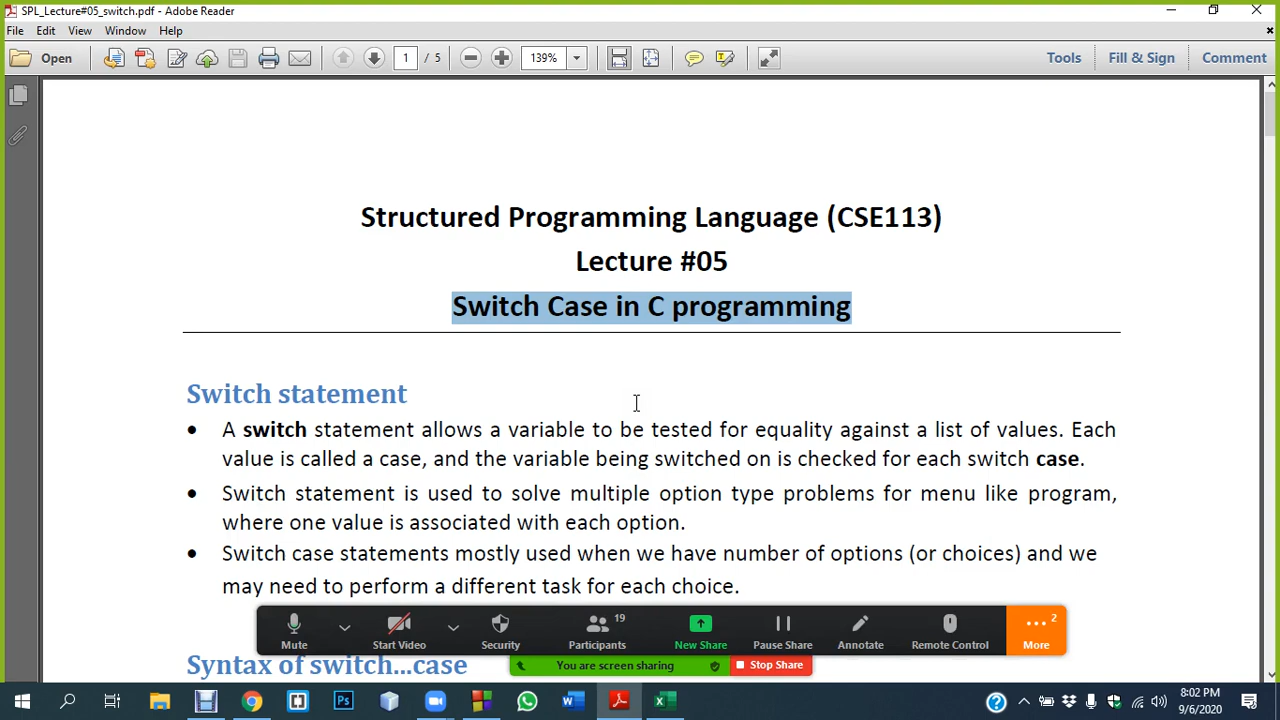 SPL_Lecture#05_switch.pdf - Adobe Reader
File Edit View Window Help
Open 1 / 5 139% Tools Fill & Sign Comment
Structured Programming Language (CSE113)
Lecture #05
Switch Case in C programming
Switch statement
• A switch statement allows a variable to be tested for equality against a list of values. Each
value is called a case, and the variable being switched on is checked for each switch case.
• Switch statement is used to solve multiple option type problems for menu like program,
where one value is associated with each option.
• Switch case statements mostly used when we have number of options (or choices) and we
may need to perform a different task for each choice.
19 2
Mute Start Video Security Participants New Share Pause Share Annotate Remote Control More
Syntax of switch...case
You are screen sharing Stop Share
Ps
8:02 PM
9/6/2020